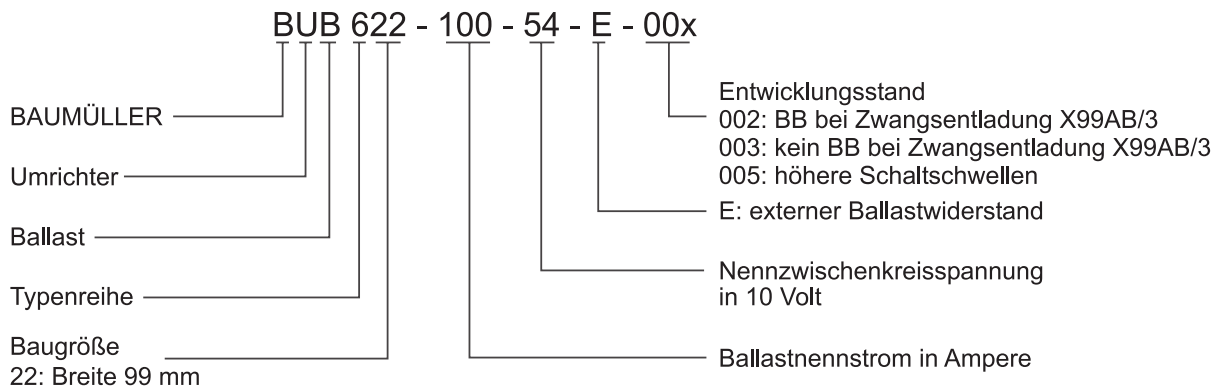 BUB 622 - 100 - 54 - E - 00x
BAUMÜLLER
Umrichter
Ballast
Typenreihe
Baugröße
22: Breite 99 mm
Entwicklungsstand
002: BB bei Zwangsentladung X99AB/3
003: kein BB bei Zwangsentladung X99AB/3
005: höhere Schaltschwellen
E: externer Ballastwiderstand
Nennzwischenkreisspannung
in 10 Volt
Ballastnennstrom in Ampere